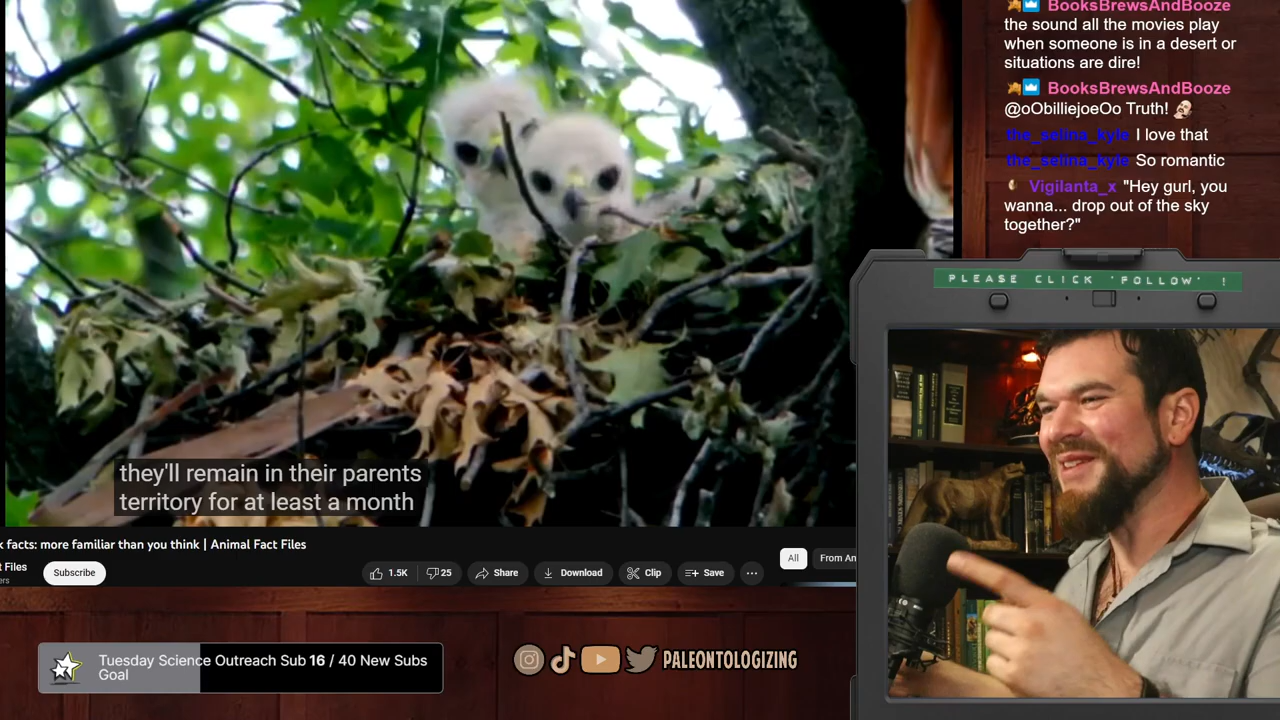 BooksBrewsAndBooze
the sound all the movies play
when someone is in a desert or
situations are dire!
BooksBrewsAndBooze
@oObilliejoeOo Truth!
the_selina_kyle I love that
the_selina_kyle So romantic
Vigilanta_x "Hey gurl, you
wanna... drop out of the sky
together?"
PLEASE CLICK "FOLLOW" !
they'll remain in their parents
territory for at least a month
k facts: more familiar than you think | Animal Fact Files
t Files
ers
Subscribe
1.5K
25
Share
Download
Clip
Save
All
From An
Tuesday Science Outreach Sub 16 / 40 New Subs
Goal
PALEONTOLOGIZING